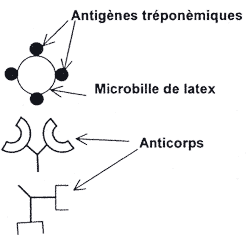 Antigènes tréponèmiques
Microbille de latex
Anticorps